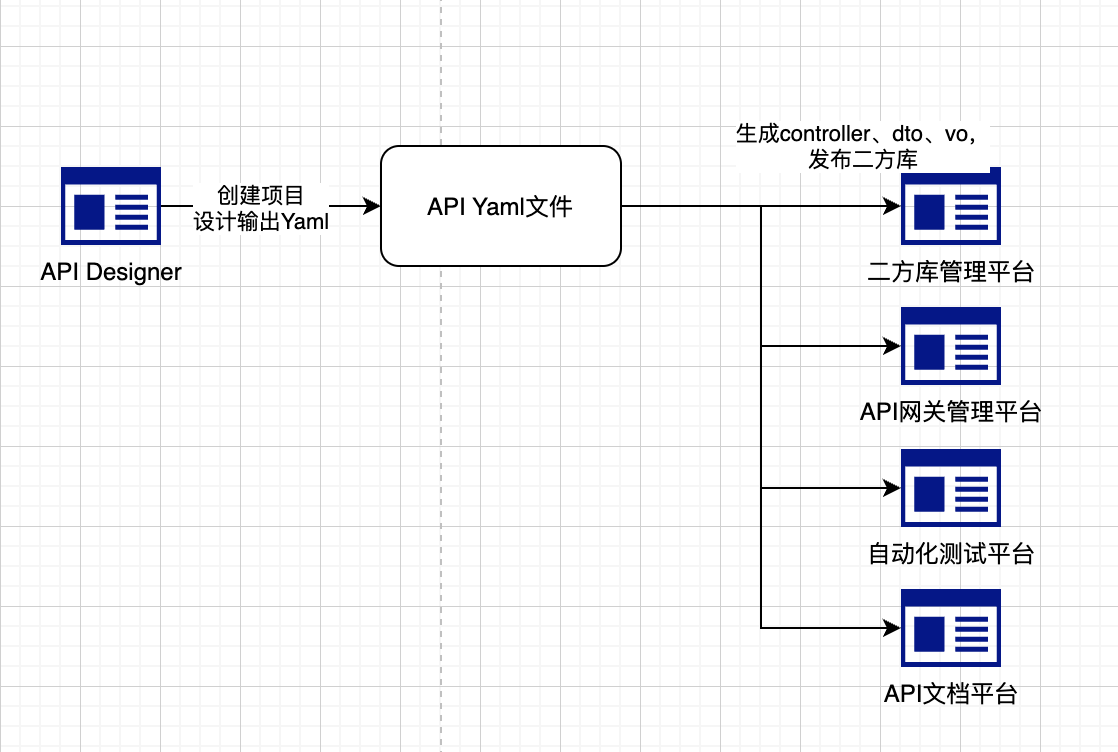 生成controller、dto、vo，
发布二方库
创建项目
设计输出Yaml
API Yaml文件
API Designer
二方库管理平台
API网关管理平台
自动化测试平台
API文档平台